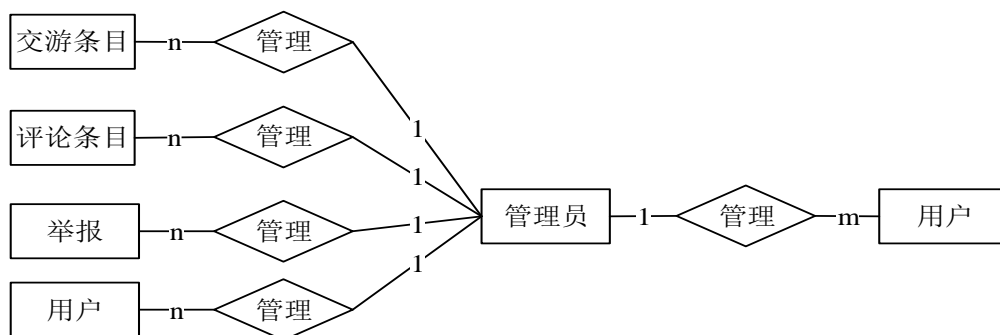 交游条目 n 管理 1
评论条目 n 管理 1
举报 n 管理 1
管理员 1 管理 m 用户
用户 n 管理 1